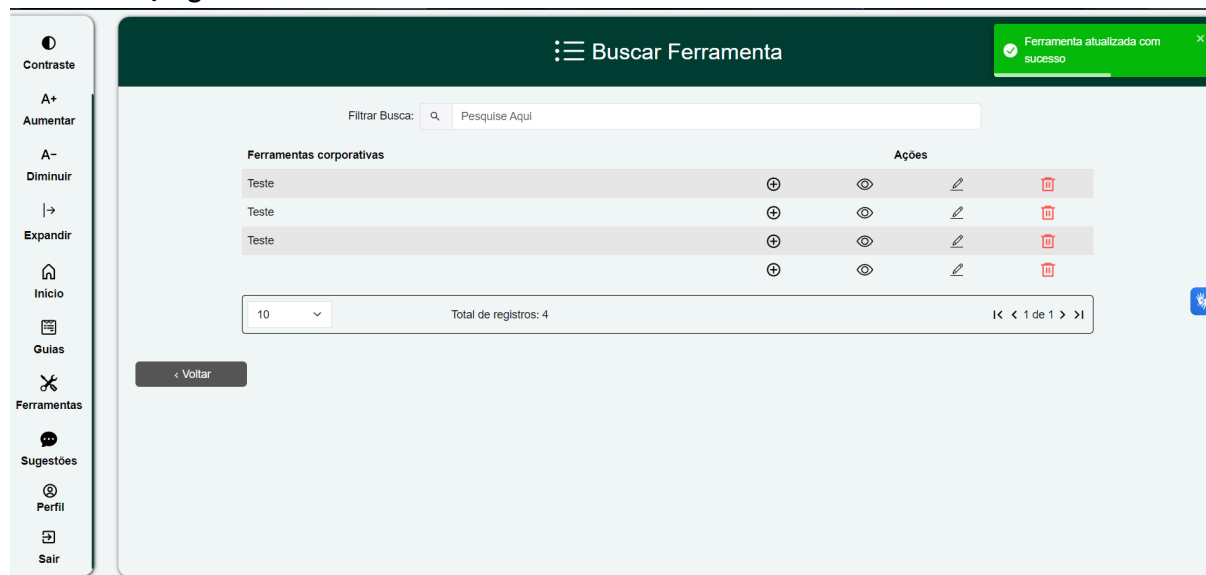 Contraste
A+
Aumentar
A-
Diminuir
Expandir
Início
Guias
Ferramentas
Sugestões
Perfil
Sair
Buscar Ferramenta
Ferramenta atualizada com
sucesso
×
Filtrar Busca:
Pesquise Aqui
Ferramentas corporativas Ações
Teste
Teste
Teste
10 Total de registros: 4 1 de 1
‹ Voltar